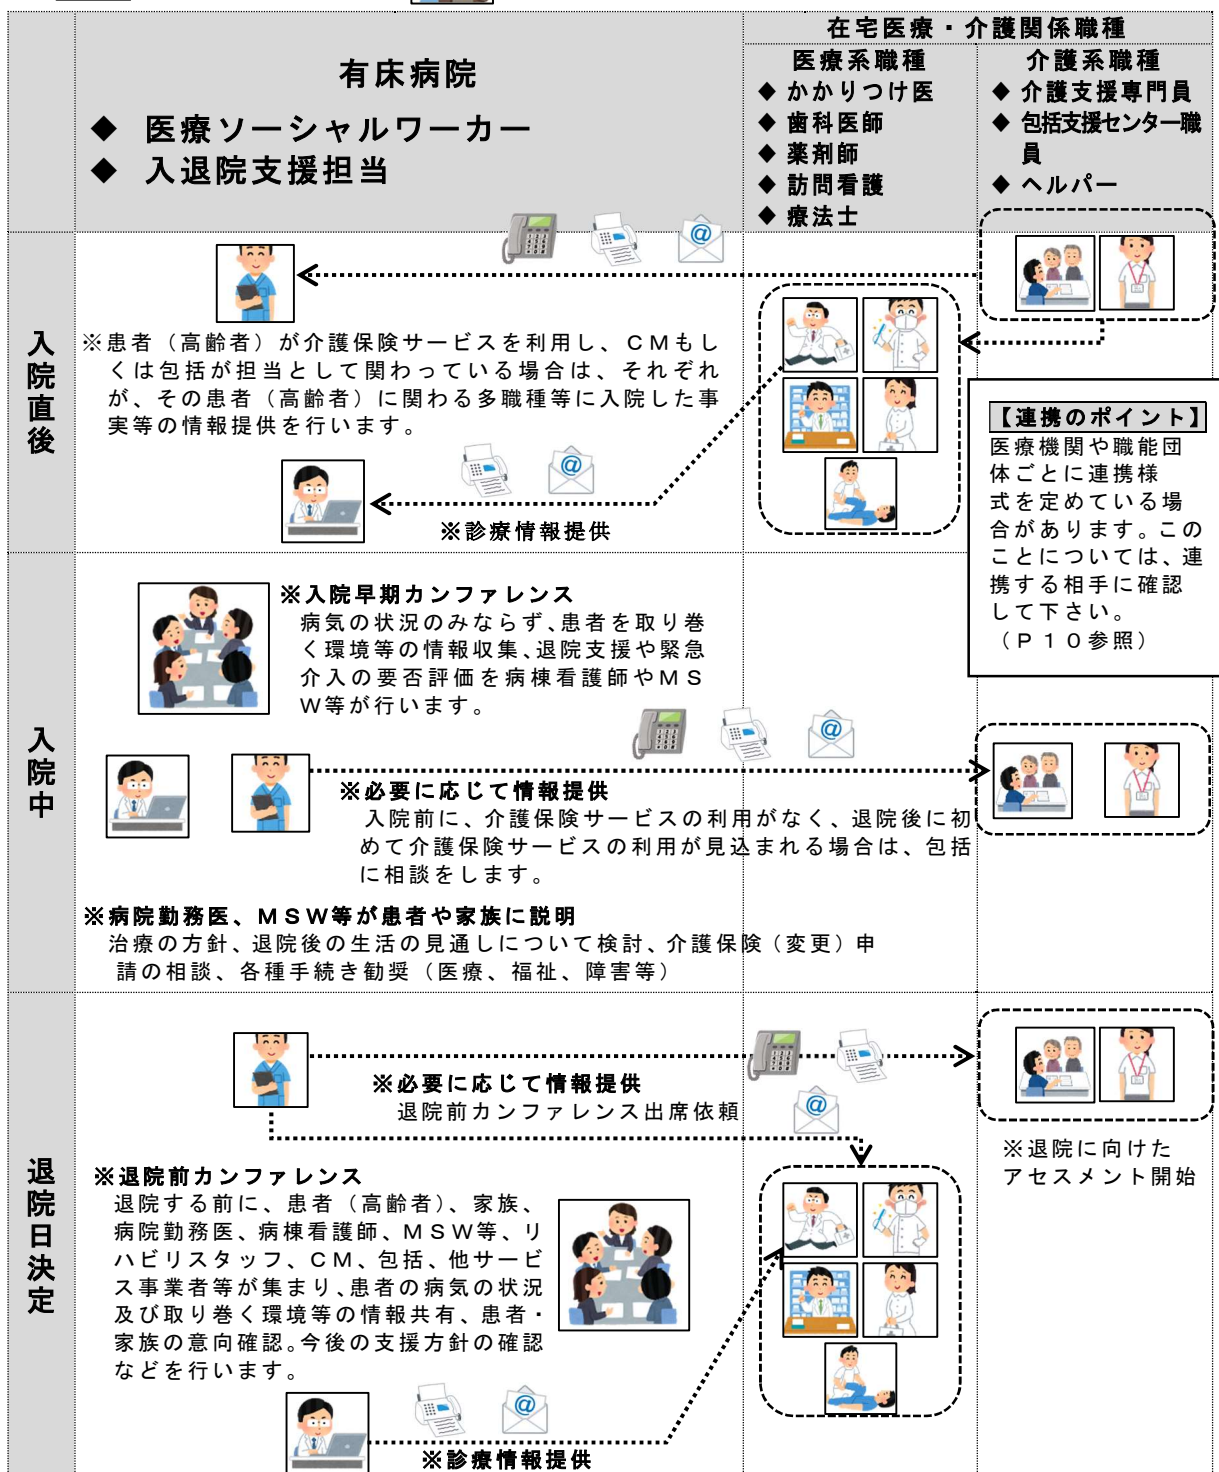 有床病院
◆ 医療ソーシャルワーカー
◆ 入退院支援担当
在宅医療・介護関係職種
医療系職種
◆ かかりつけ医
◆ 歯科医師
◆ 薬剤師
◆ 訪問看護
◆ 療法士
介護系職種
◆ 介護支援専門員
◆ 包括支援センター職
員
◆ ヘルパー
入院直後
※患者（高齢者）が介護保険サービスを利用し、ＣＭもし
くは包括が担当として関わっている場合は、それぞれ
が、その患者（高齢者）に関わる多職種等に入院した事
実等の情報提供を行います。
※診療情報提供
【連携のポイント】
医療機関や職能団
体ごとに連携様
式を定めている場
合があります。この
ことについては、連
携する相手に確認
して下さい。
（Ｐ１０参照）
入院中
※入院早期カンファレンス
病気の状況のみならず、患者を取り巻
く環境等の情報収集、退院支援や緊急
介入の要否評価を病棟看護師やＭＳ
Ｗ等が行います。
※必要に応じて情報提供
入院前に、介護保険サービスの利用がなく、退院後に初
めて介護保険サービスの利用が見込まれる場合は、包括
に相談をします。
※病院勤務医、ＭＳＷ等が患者や家族に説明
治療の方針、退院後の生活の見通しについて検討、介護保険（変更）申
請の相談、各種手続き勧奨（医療、福祉、障害等）
退院日決定
※必要に応じて情報提供
退院前カンファレンス出席依頼
※退院に向けた
アセスメント開始
※退院前カンファレンス
退院する前に、患者（高齢者）、家族、
病院勤務医、病棟看護師、ＭＳＷ等、リ
ハビリスタッフ、ＣＭ、包括、他サービ
ス事業者等が集まり、患者の病気の状況
及び取り巻く環境等の情報共有、患者・
家族の意向確認。今後の支援方針の確認
などを行います。
※診療情報提供